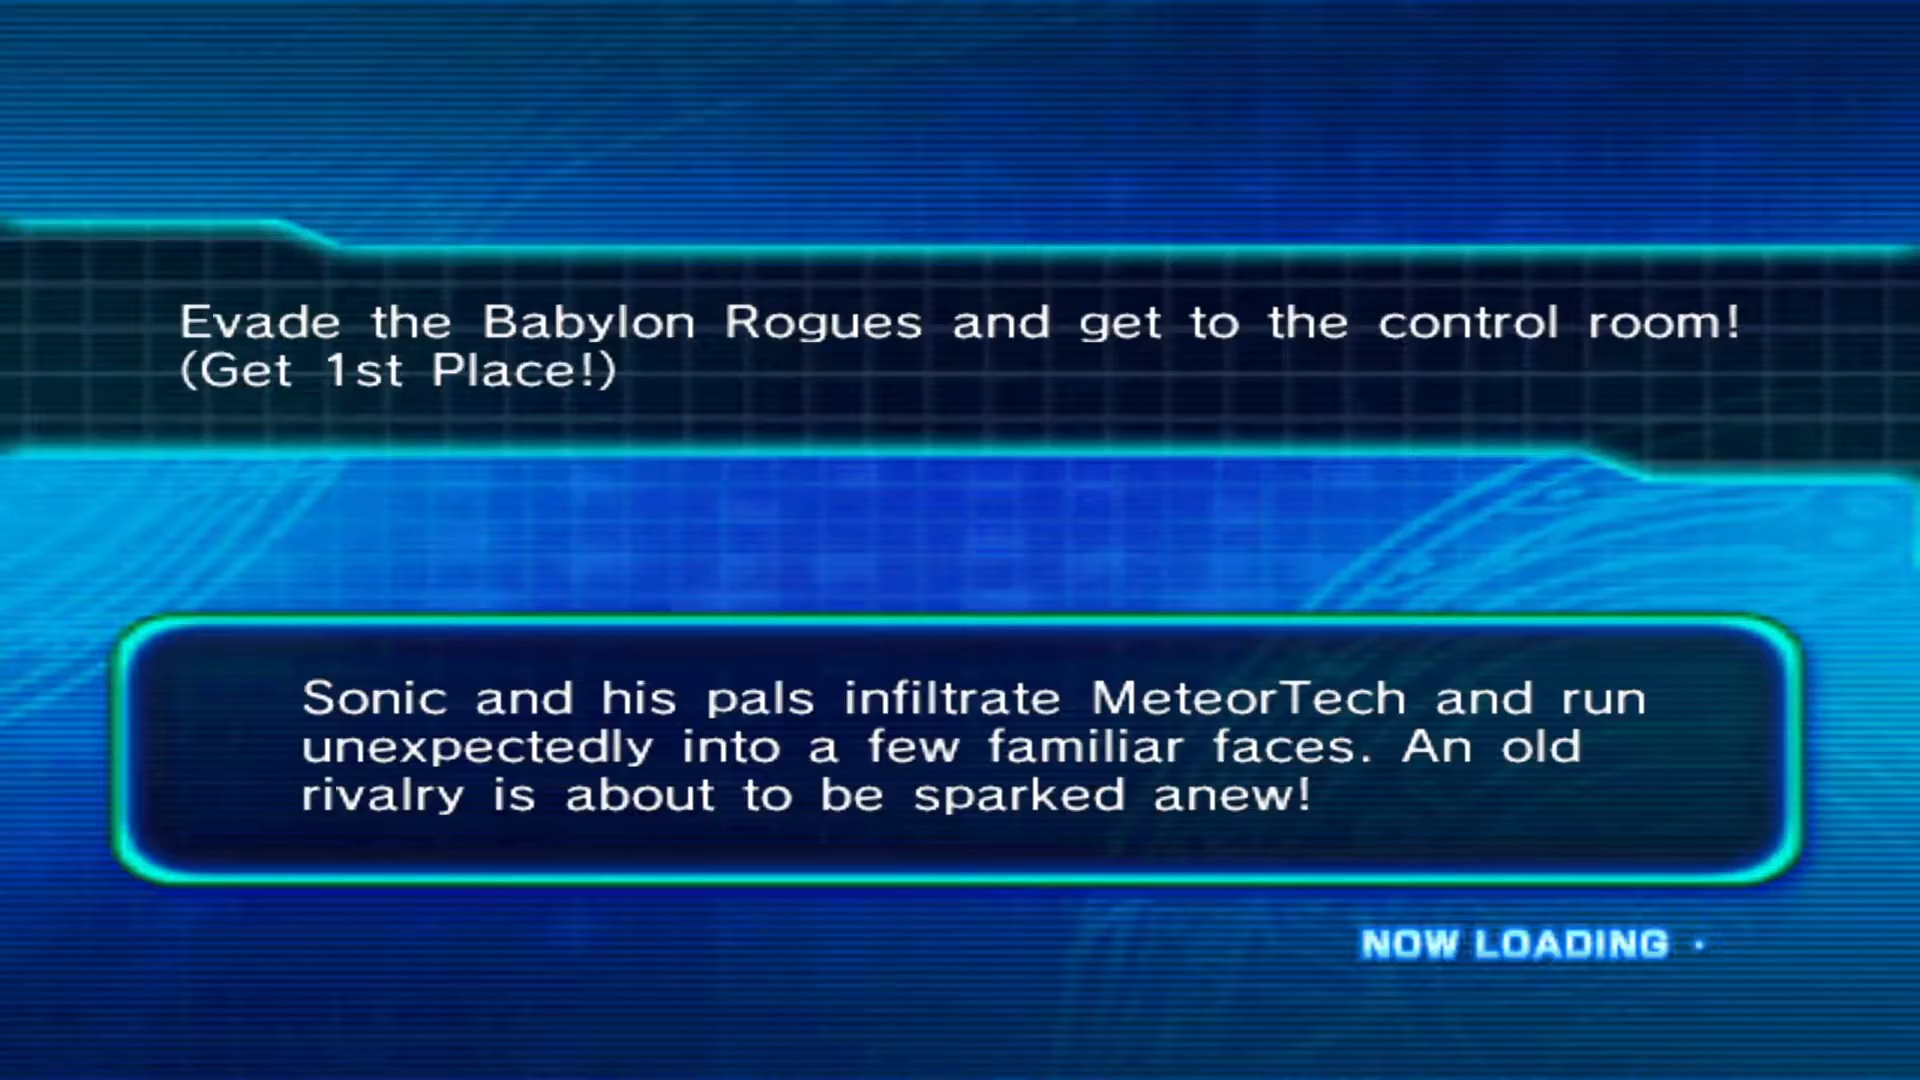 Evade the Babylon Rogues and get to the control room!
(Get 1st Place!)
Sonic and his pals infiltrate MeteorTech and run
unexpectedly into a few familiar faces. An old
rivalry is about to be sparked anew!
NOW LOADING ·